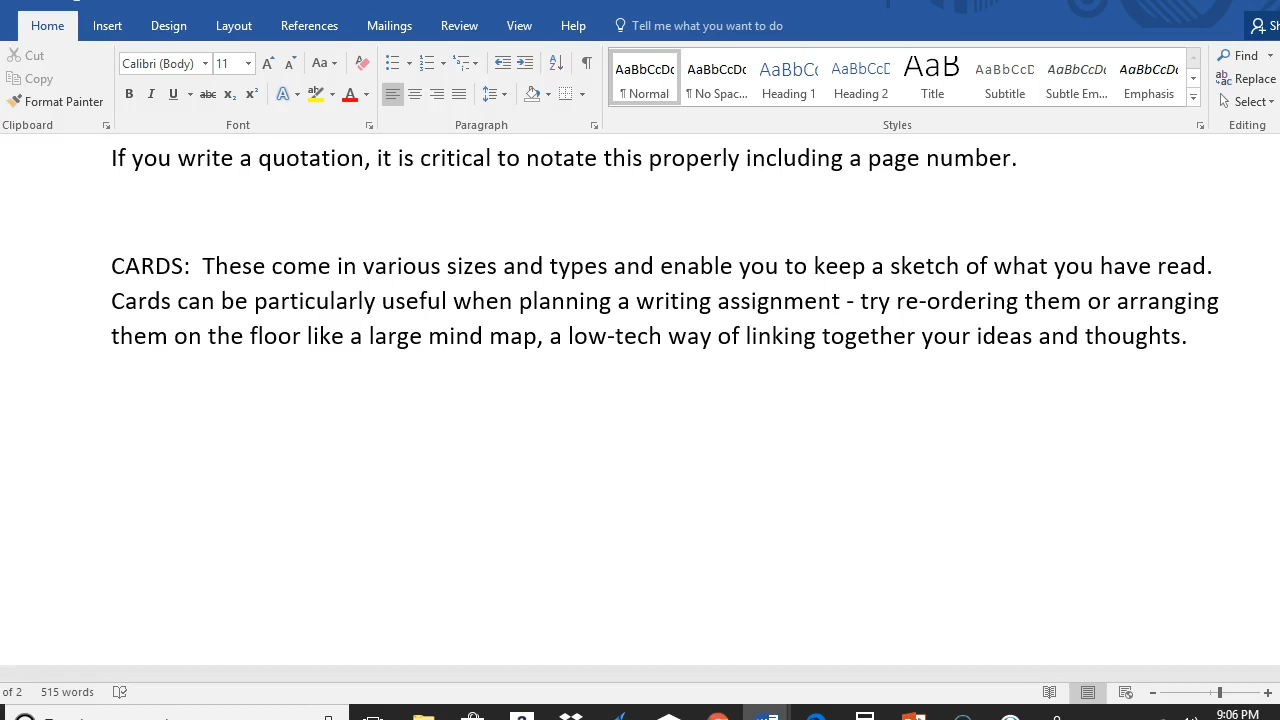 Home Insert Design Layout References Mailings Review View Help Tell me what you want to do
Cut
Copy
Format Painter
Calibri (Body) 11
Find
Replace
Select
AaBbCcDc AaBbCcDc AaBbCc AaBbCcD AaB AaBbCcD AaBbCcDc AaBbCcDc
¶ Normal ¶ No Spac... Heading 1 Heading 2 Title Subtitle Subtle Em... Emphasis
Clipboard Font Paragraph Styles Editing
If you write a quotation, it is critical to notate this properly including a page number.
CARDS: These come in various sizes and types and enable you to keep a sketch of what you have read.
Cards can be particularly useful when planning a writing assignment - try re-ordering them or arranging
them on the floor like a large mind map, a low-tech way of linking together your ideas and thoughts.
of 2 515 words
9:06 PM